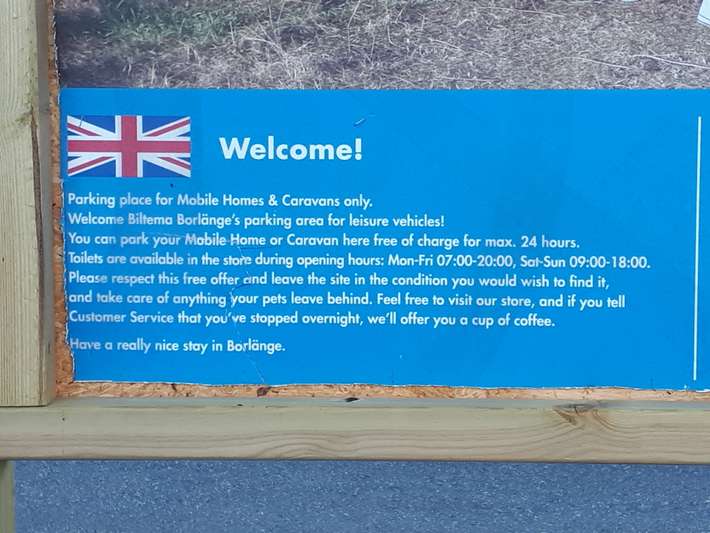 Welcome!
Parking place for Mobile Homes & Caravans only.
Welcome Biltema Borlänge's parking area for leisure vehicles!
You can park your Mobile Home or Caravan here free of charge for max. 24 hours.
Toilets are available in the store during opening hours: Mon-Fri 07:00-20:00, Sat-Sun 09:00-18:00.
Please respect this free offer and leave the site in the condition you would wish to find it,
and take care of anything your pets leave behind. Feel free to visit our store, and if you tell
Customer Service that you've stopped overnight, we'll offer you a cup of coffee.
Have a really nice stay in Borlänge.